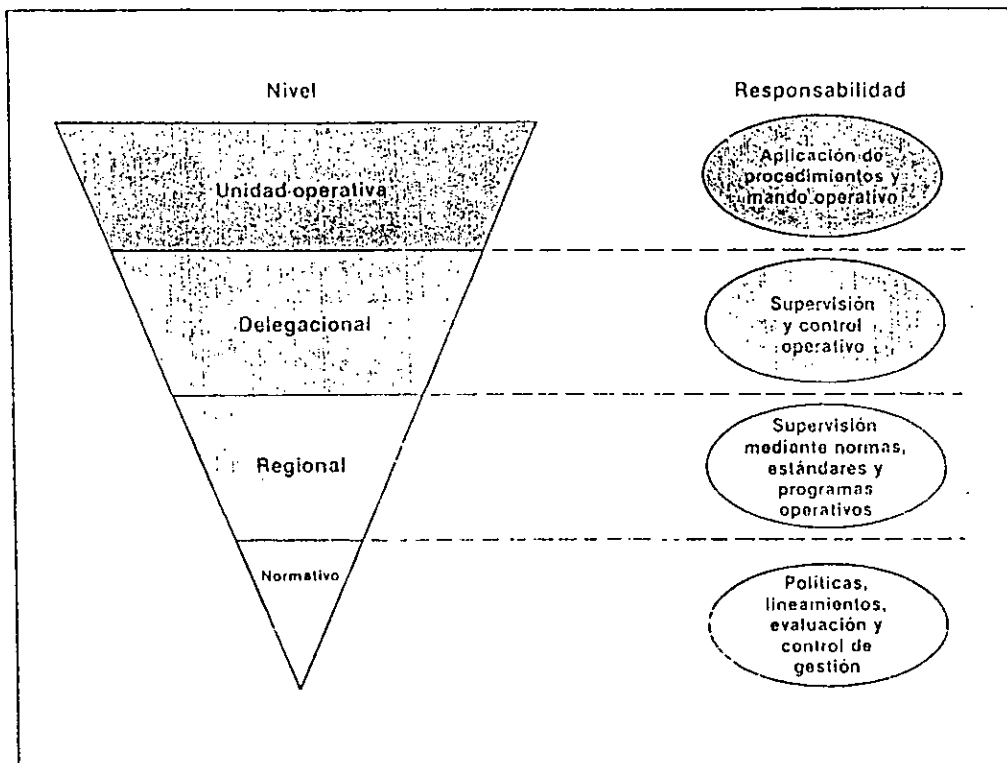 Nivel
Responsabilidad
Unidad operativa
Aplicación de
procedimientos y
mando operativo
Delegacional
Supervisión
y control
operativo
Regional
Supervisión
mediante normas,
estándares y
programas
operativos
Normativo
Políticas,
lineamientos,
evaluación y
control de
gestión